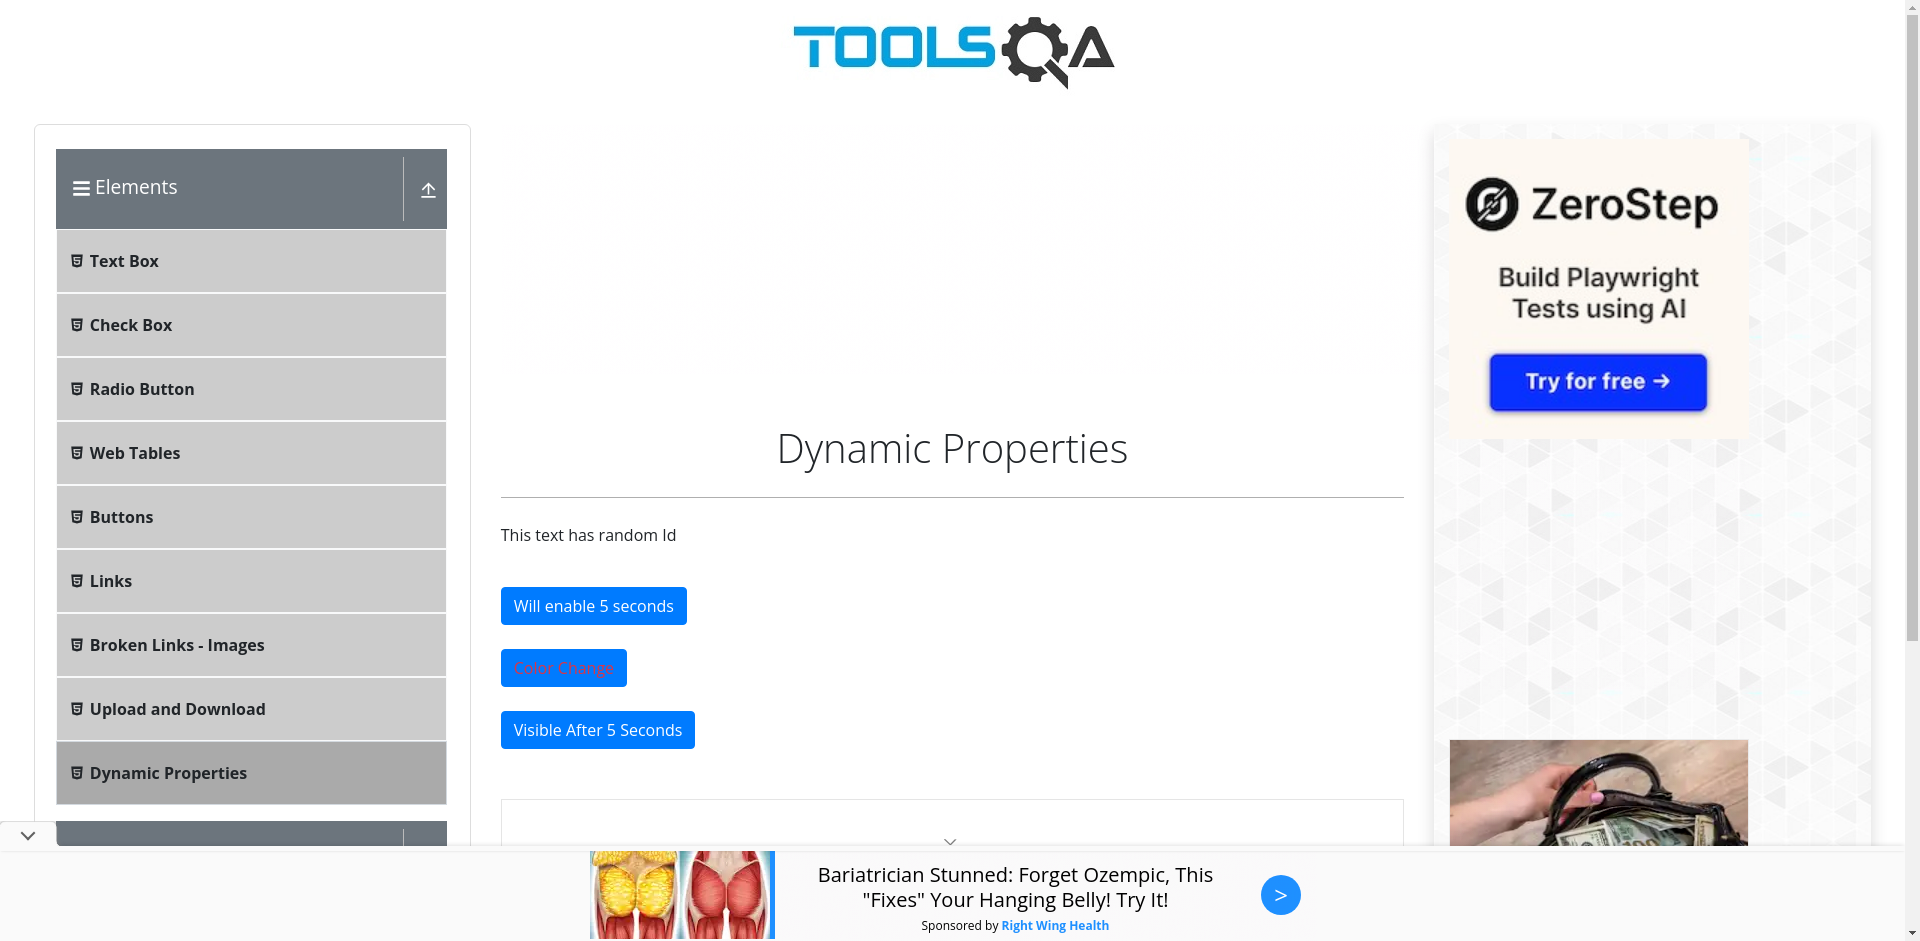 TOOLSQA
Elements
Text Box
Check Box
Radio Button
Web Tables
Buttons
Links
Broken Links - Images
Upload and Download
Dynamic Properties
Dynamic Properties
This text has random Id
Will enable 5 seconds
Color Change
Visible After 5 Seconds
ZeroStep
Build Playwright
Tests using AI
Try for free →
Bariatrician Stunned: Forget Ozempic, This
"Fixes" Your Hanging Belly! Try It!
Sponsored by Right Wing Health
>